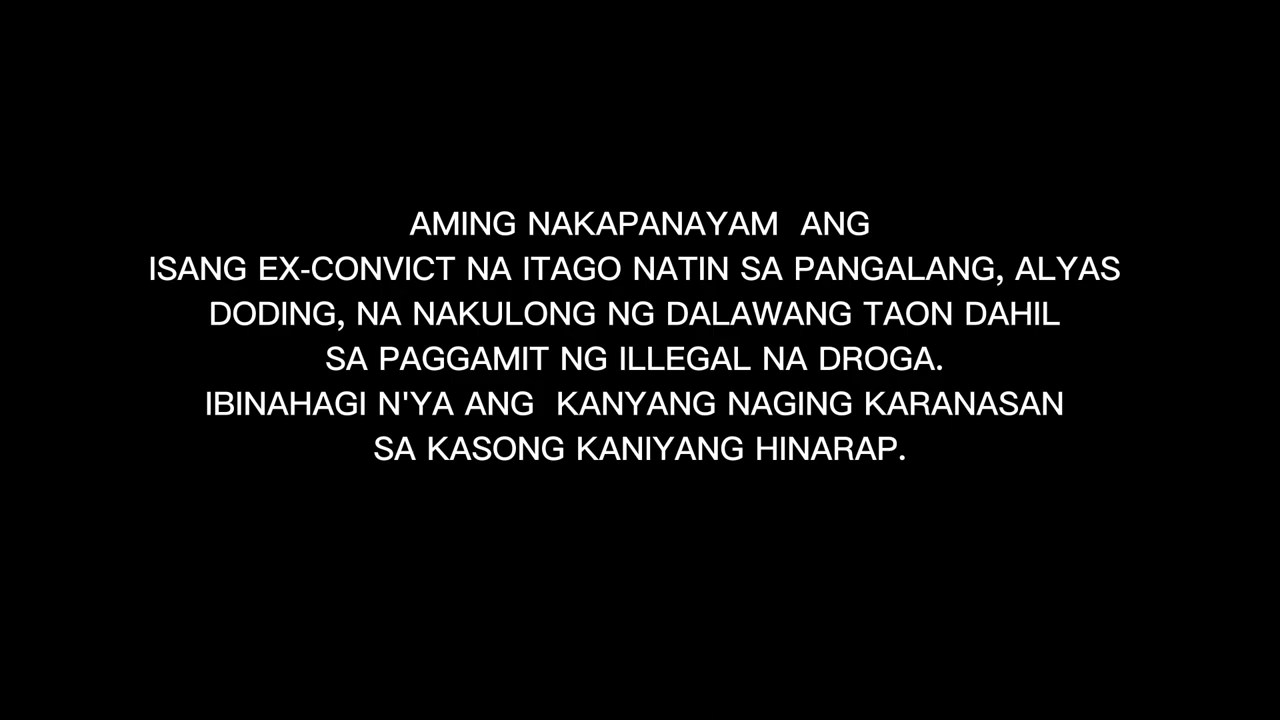 AMING NAKAPANAYAM  ANG
ISANG EX-CONVICT NA ITAGO NATIN SA PANGALANG, ALYAS
DODING, NA NAKULONG NG DALAWANG TAON DAHIL
SA PAGGAMIT NG ILLEGAL NA DROGA.
IBINAHAGI N'YA ANG  KANYANG NAGING KARANASAN
SA KASONG KANIYANG HINARAP.